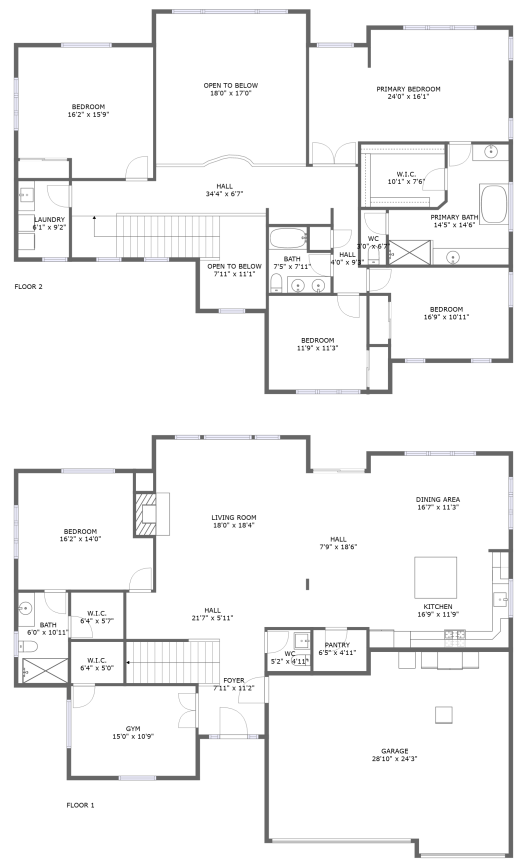 OPEN TO BELOW
18'0" x 17'0"
PRIMARY BEDROOM
24'0" x 16'1"
BEDROOM
16'2" x 15'9"
W.I.C.
10'1" x 7'6"
HALL
34'4" x 6'7"
LAUNDRY
6'1" x 9'2"
PRIMARY BATH
14'5" x 14'6"
WC
3'0" x 6'7"
HALL
4'0" x 9'3"
BATH
7'5" x 7'11"
OPEN TO BELOW
7'11" x 11'1"
FLOOR 2
BEDROOM
16'9" x 10'11"
BEDROOM
11'9" x 11'3"
DINING AREA
16'7" x 11'3"
LIVING ROOM
18'0" x 18'4"
BEDROOM
16'2" x 14'0"
HALL
7'9" x 18'6"
KITCHEN
16'9" x 11'9"
HALL
21'7" x 5'11"
W.I.C.
6'4" x 5'7"
BATH
6'0" x 10'11"
PANTRY
6'5" x 4'11"
WC
5'2" x 4'11"
W.I.C.
6'4" x 5'0"
FOYER
7'11" x 11'2"
GYM
15'0" x 10'9"
GARAGE
28'10" x 24'3"
FLOOR 1